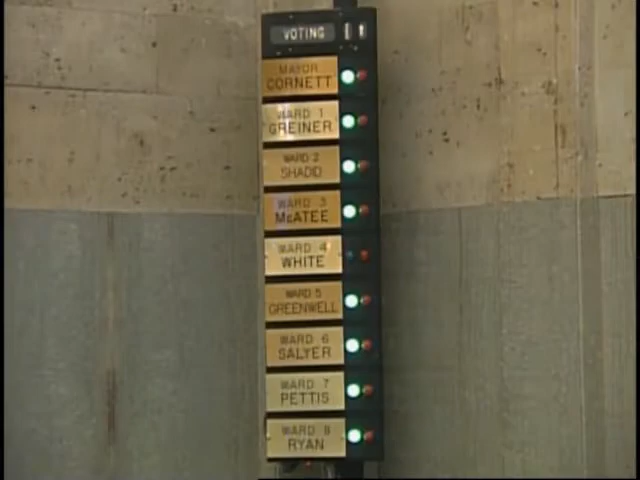 VOTING
MAYOR
CORNETT
WARD 1
GREINER
WARD 2
SHADID
WARD 3
McATEE
WARD 4
WHITE
WARD 5
GREENWELL
WARD 6
SALYER
WARD 7
PETTIS
WARD 8
RYAN